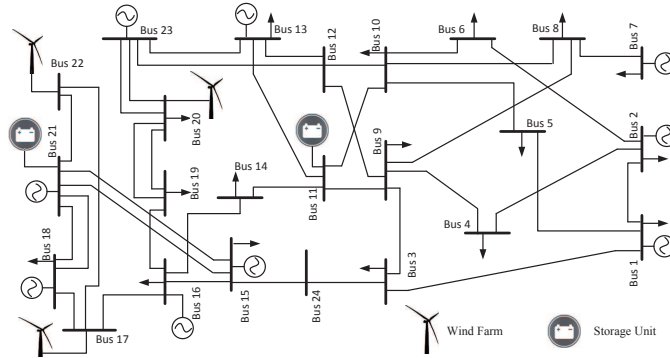 Bus 23
Bus 13
Bus 12
Bus 10
Bus 6
Bus 8
Bus 7
Bus 22
Bus 21
Bus 20
Bus 9
Bus 5
Bus 2
Bus 19
Bus 14
Bus 11
Bus 4
Bus 18
Bus 3
Bus 1
Bus 17
Bus 16
Bus 15
Bus 24
Wind Farm
Storage Unit